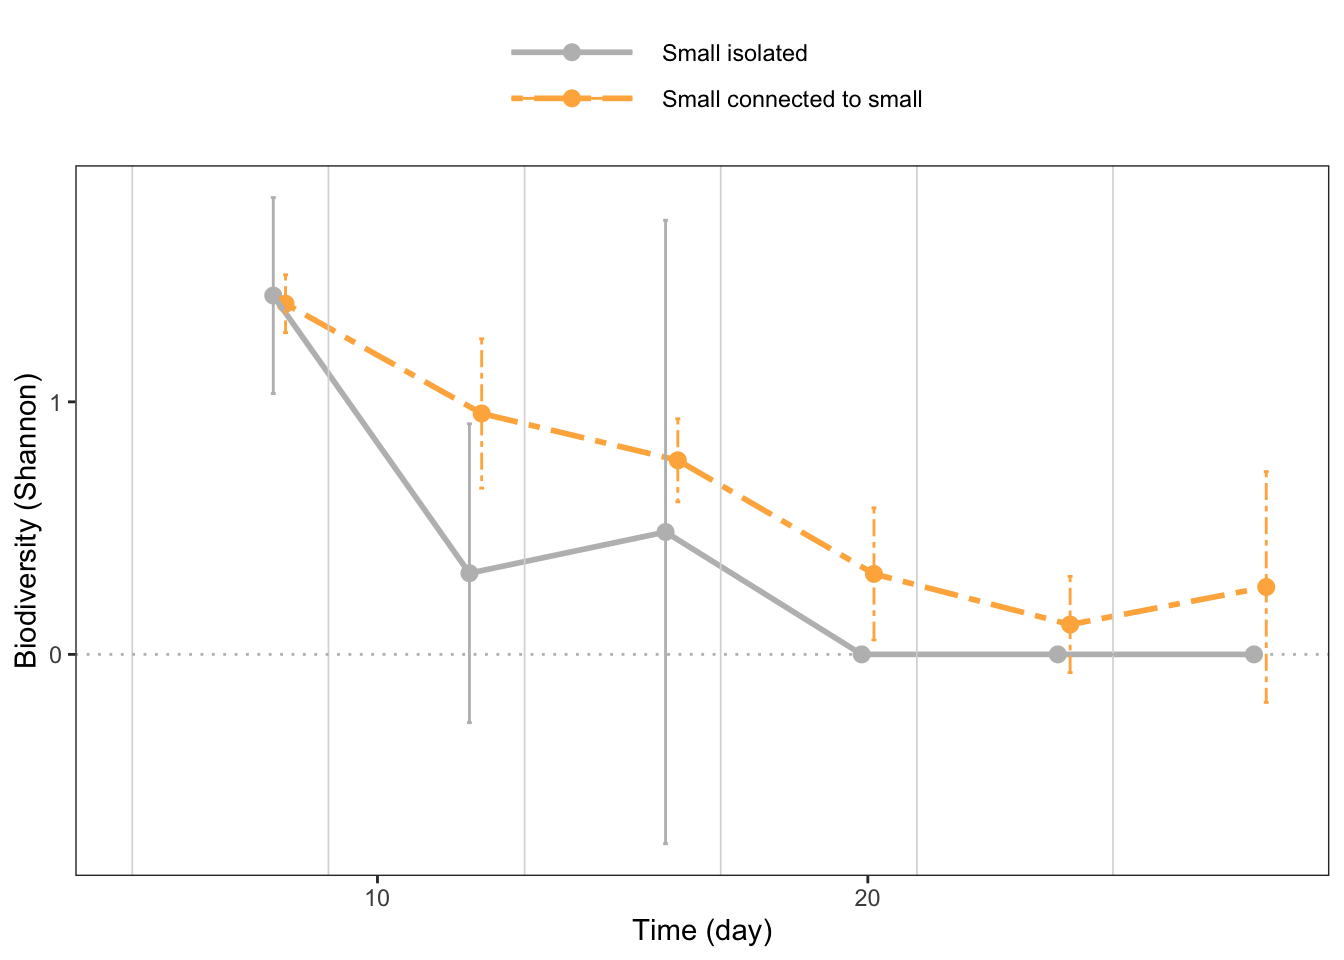 Small isolated
Small connected to small
Biodiversity (Shannon)
1
0
10
20
Time (day)